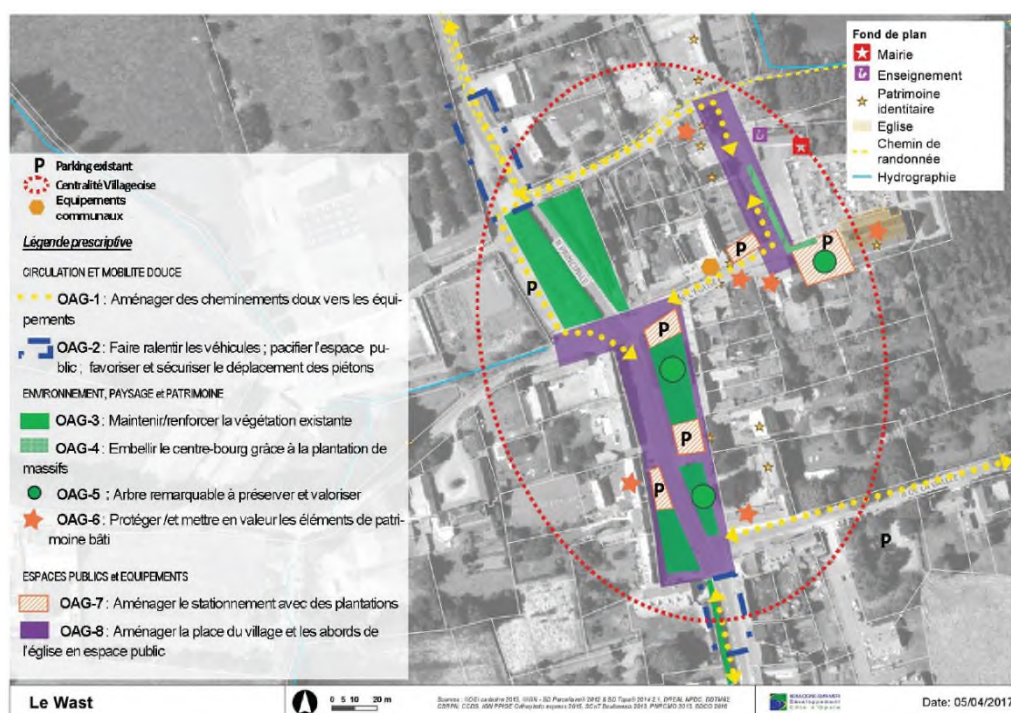 Fond de plan
Mairie
Enseignement
Patrimoine
identitaire
Eglise
Chemin de
randonnée
Hydrographie
P Parking existant
Centralité Villageoise
Equipements
communaux
Légende prescriptive
CIRCULATION ET MOBILITE DOUCE
OAG-1 : Aménager des cheminements doux vers les équi-
pements
OAG-2 : Faire ralentir les véhicules ; pacifier l'espace pu-
blic ; favoriser et sécuriser le déplacement des piétons
ENVIRONNEMENT, PAYSAGE et PATRIMOINE
OAG-3 : Maintenir/renforcer la végétation existante
OAG-4 : Embellir le centre-bourg grâce à la plantation de
massifs
OAG-5 : Arbre remarquable à préserver et valoriser
OAG-6 : Protéger /et mettre en valeur les éléments de patri-
moine bâti
ESPACES PUBLICS et EQUIPEMENTS
OAG-7 : Aménager le stationnement avec des plantations
OAG-8 : Aménager la place du village et les abords de
l'église en espace public
P
P
P
P
P
P
P
Le Wast
0 5 10 20 m
Date: 05/04/2017